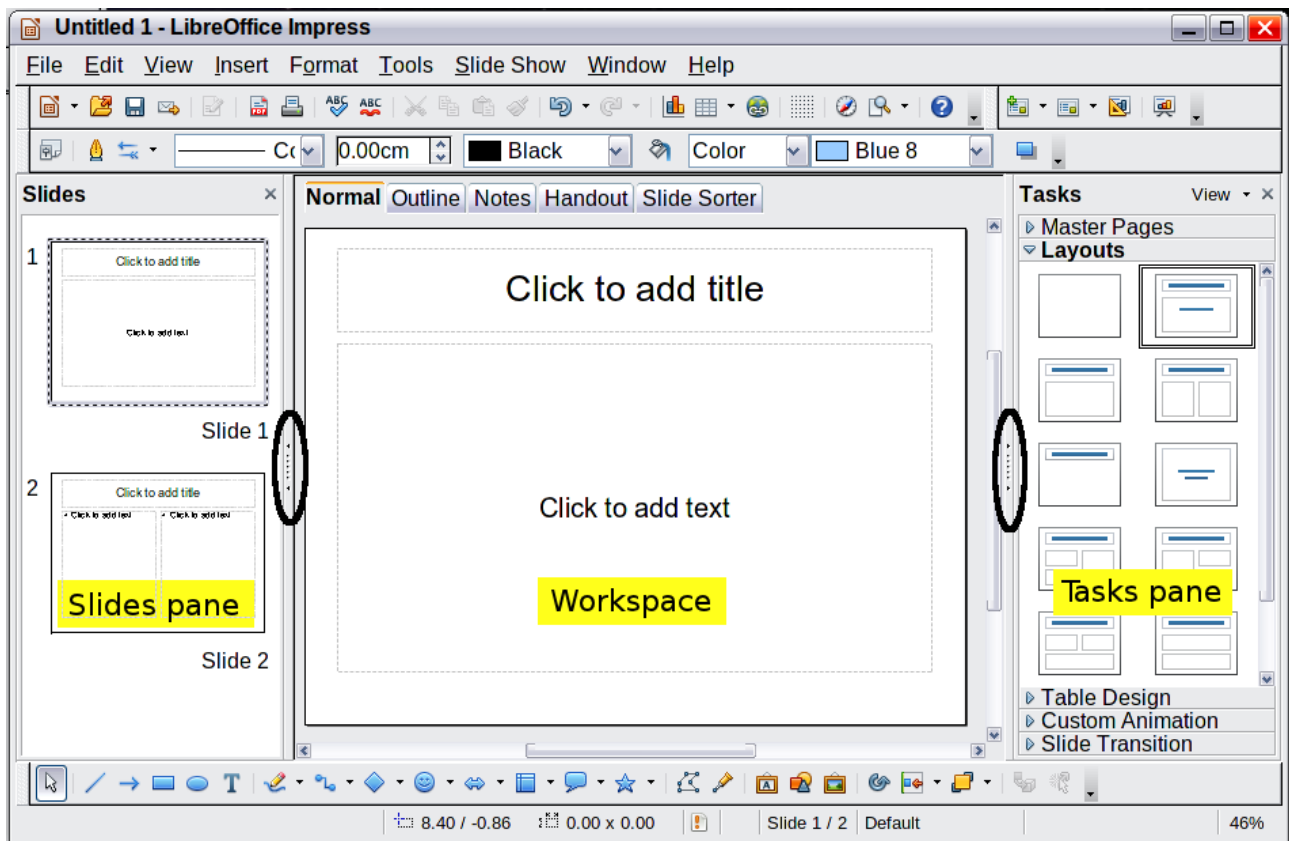 Untitled 1 - LibreOffice Impress
File Edit View Insert Format Tools Slide Show Window Help
0.00cm Black Color Blue 8
Slides
Normal Outline Notes Handout Slide Sorter
Tasks View
Master Pages
Layouts
1
Click to add title
Click to add text
Slide 1
2
Click to add title
Click to add text Click to add text
Slides pane
Slide 2
Click to add title
Click to add text
Workspace
Tasks pane
Table Design
Custom Animation
Slide Transition
8.40 / -0.86 0.00 x 0.00 Slide 1 / 2 Default 46%